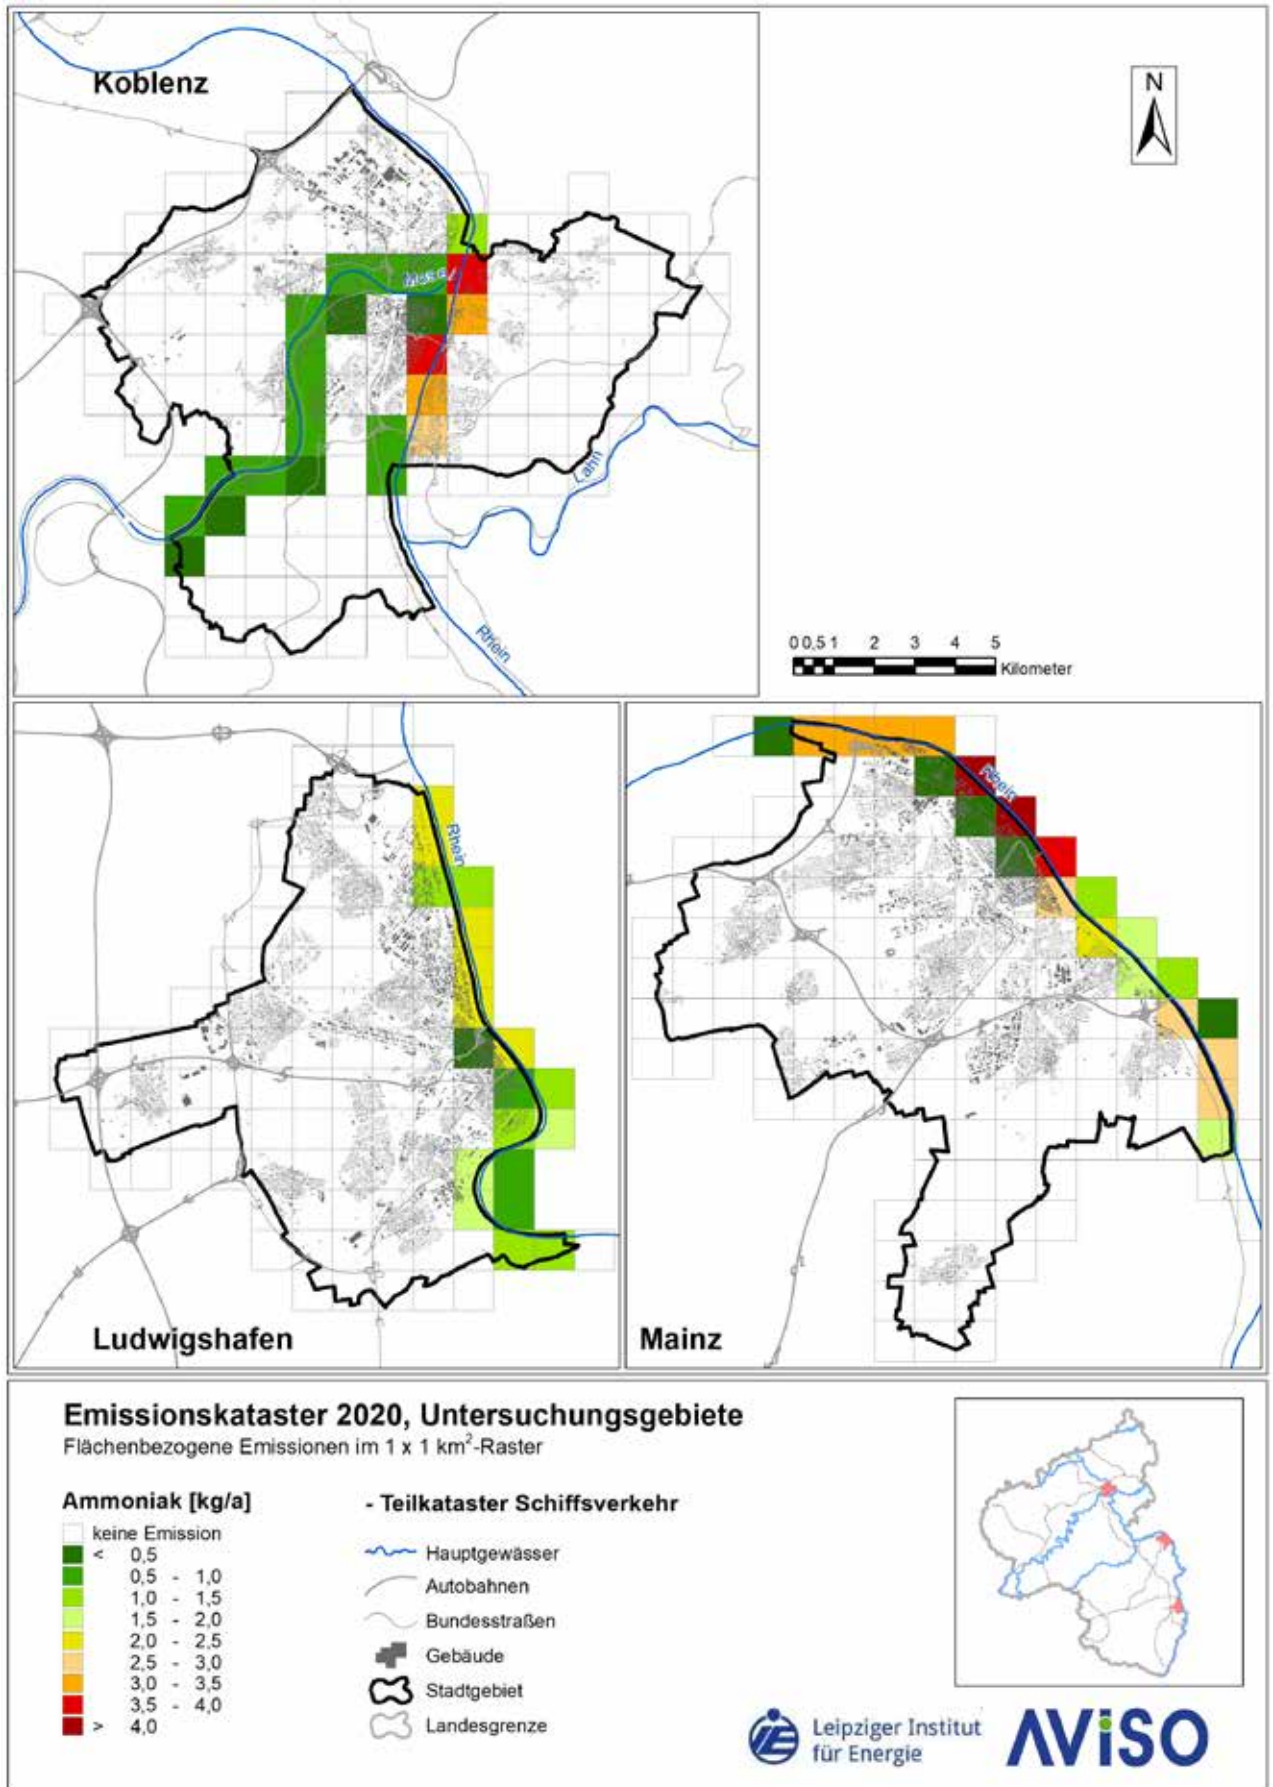 Koblenz
N
Mosel
Lahn
Rhein
0 0,5 1 2 3 4 5
Kilometer
Rhein
Ludwigshafen
Rhein
Mainz
Emissionskataster 2020, Untersuchungsgebiete
Flächenbezogene Emissionen im 1 x 1 km²-Raster
Ammoniak [kg/a]
keine Emission
< 0,5
0,5 - 1,0
1,0 - 1,5
1,5 - 2,0
2,0 - 2,5
2,5 - 3,0
3,0 - 3,5
3,5 - 4,0
> 4,0
- Teilkataster Schiffsverkehr
Hauptgewässer
Autobahnen
Bundesstraßen
Gebäude
Stadtgebiet
Landesgrenze
Leipziger Institut
für Energie
AViSO